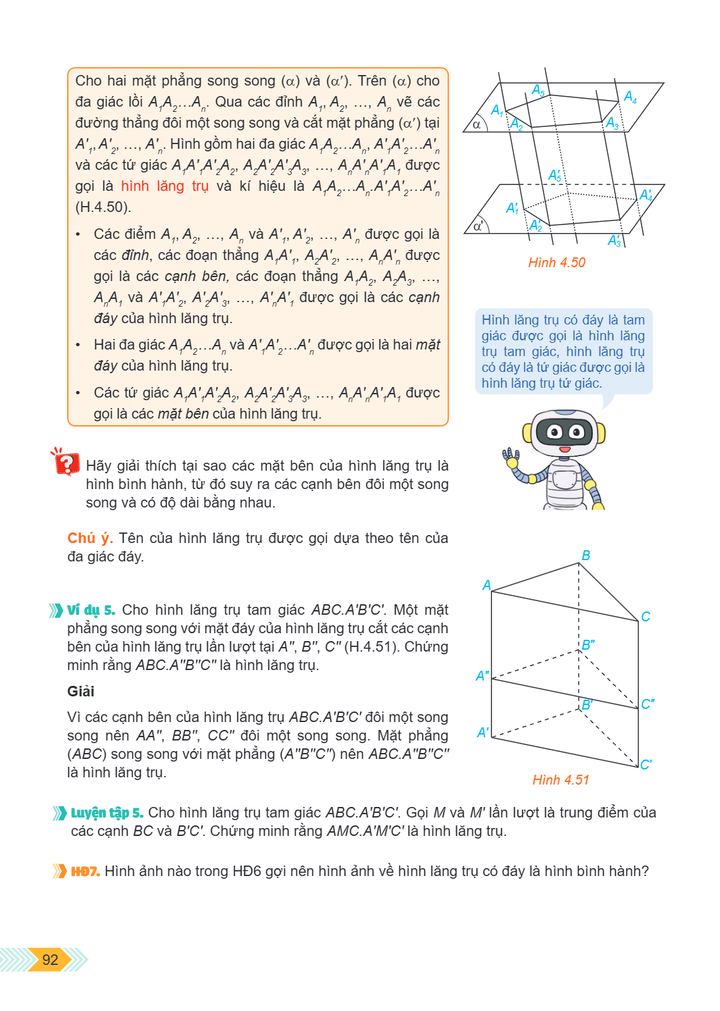 Cho hai mặt phẳng song song (α) và (α′). Trên (α) cho
đa giác lồi A₁A₂…Aₙ. Qua các đỉnh A₁, A₂, …, Aₙ vẽ các
đường thẳng đôi một song song và cắt mặt phẳng (α′) tại
A′₁, A′₂, …, A′ₙ. Hình gồm hai đa giác A₁A₂…Aₙ, A′₁A′₂…A′ₙ
và các tứ giác A₁A′₁A′₂A₂, A₂A′₂A′₃A₃, …, AₙA′ₙA′₁A₁ được
gọi là hình lăng trụ và kí hiệu là A₁A₂…Aₙ.A′₁A′₂…A′ₙ
(H.4.50).
• Các điểm A₁, A₂, …, Aₙ và A′₁, A′₂, …, A′ₙ được gọi là
các đỉnh, các đoạn thẳng A₁A′₁, A₂A′₂, …, AₙA′ₙ được
gọi là các cạnh bên, các đoạn thẳng A₁A₂, A₂A₃, …,
AₙA₁ và A′₁A′₂, A′₂A′₃, …, A′ₙA′₁ được gọi là các cạnh
đáy của hình lăng trụ.
• Hai đa giác A₁A₂…Aₙ và A′₁A′₂…A′ₙ được gọi là hai mặt
đáy của hình lăng trụ.
• Các tứ giác A₁A′₁A′₂A₂, A₂A′₂A′₃A₃, …, AₙA′ₙA′₁A₁ được
gọi là các mặt bên của hình lăng trụ.
A₅
A₄
A₁
A₂
A₃
α
A′₅
A′₄
A′₁
A′₂
A′₃
α′
Hình 4.50
Hình lăng trụ có đáy là tam
giác được gọi là hình lăng
trụ tam giác, hình lăng trụ
có đáy là tứ giác được gọi là
hình lăng trụ tứ giác.
?
Hãy giải thích tại sao các mặt bên của hình lăng trụ là
hình bình hành, từ đó suy ra các cạnh bên đôi một song
song và có độ dài bằng nhau.
Chú ý. Tên của hình lăng trụ được gọi dựa theo tên của
đa giác đáy.
Ví dụ 5. Cho hình lăng trụ tam giác ABC.A′B′C′. Một mặt
phẳng song song với mặt đáy của hình lăng trụ cắt các cạnh
bên của hình lăng trụ lần lượt tại A″, B″, C″ (H.4.51). Chứng
minh rằng ABC.A″B″C″ là hình lăng trụ.
Giải
Vì các cạnh bên của hình lăng trụ ABC.A′B′C′ đôi một song
song nên AA″, BB″, CC″ đôi một song song. Mặt phẳng
(ABC) song song với mặt phẳng (A″B″C″) nên ABC.A″B″C″
là hình lăng trụ.
B
A
C
B″
A″
C″
B′
A′
C′
Hình 4.51
Luyện tập 5. Cho hình lăng trụ tam giác ABC.A′B′C′. Gọi M và M′ lần lượt là trung điểm của
các cạnh BC và B′C′. Chứng minh rằng AMC.A′M′C′ là hình lăng trụ.
HĐ7. Hình ảnh nào trong HĐ6 gợi nên hình ảnh về hình lăng trụ có đáy là hình bình hành?
92